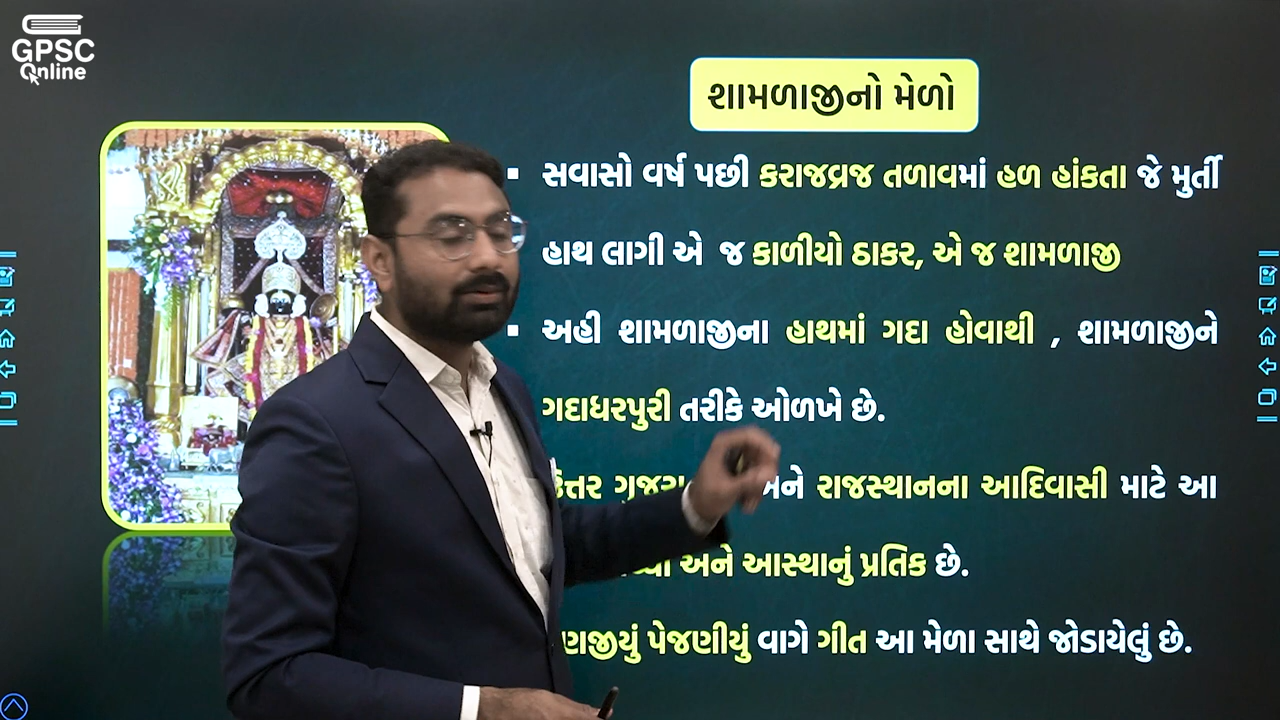 GPSC
Online
શામળાજીનો મેળો
▪ સવાસો વર્ષ પછી કરાજવ્રજ તળાવમાં હળ હાંકતા જે મુર્તી
હાથ લાગી એ જ કાળીયો ઠાકર, એ જ શામળાજી
▪ અહી શામળાજીના હાથમાં ગદા હોવાથી , શામળાજીને
ગદાધરપુરી તરીકે ઓળખે છે.
ઉત્તર અને રાજસ્થાનના આદિવાસી માટે આ
અને આસ્થાનું પ્રતિક છે.
પેજણીયું વાગે ગીત આ મેળા સાથે જોડાયેલું છે.